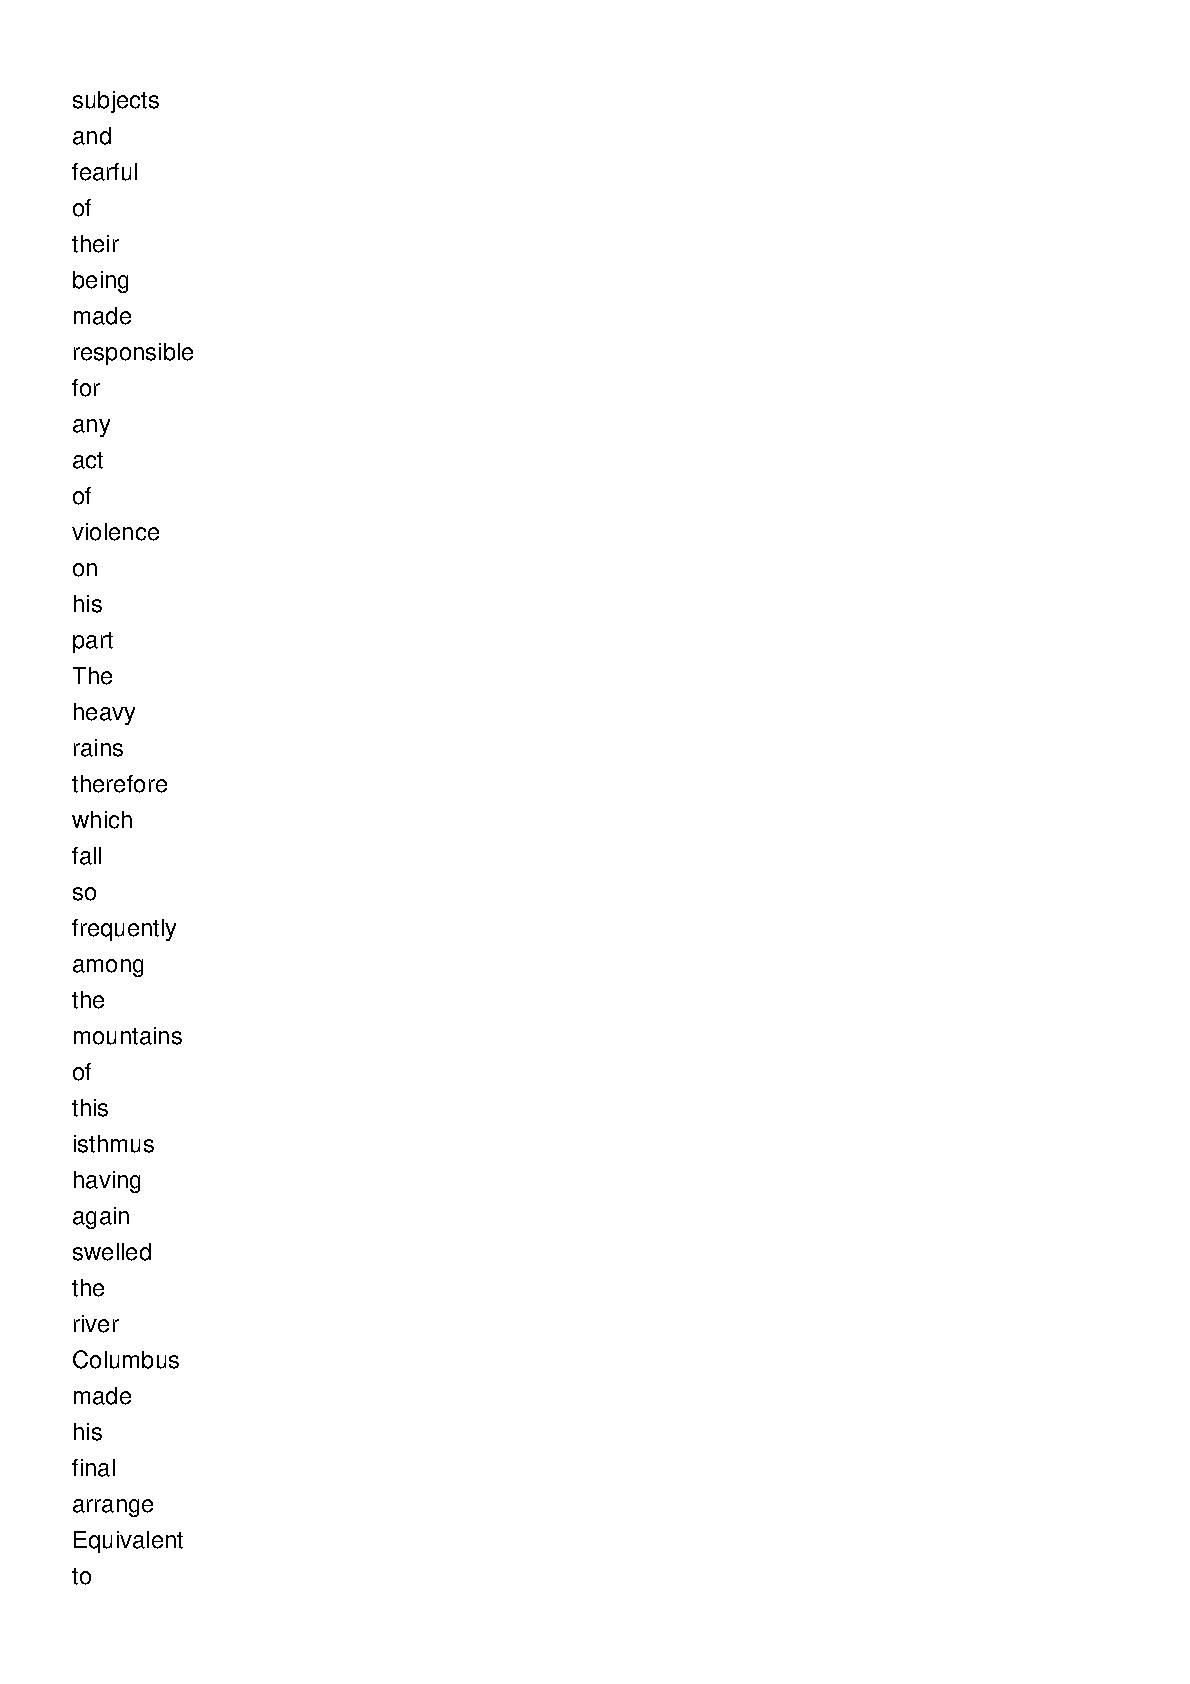 subjects
and
fearful
of
their
being
made
responsible
for
any
act
of
violence
on
his
part
The
heavy
rains
therefore
which
fall
so
frequently
among
the
mountains
of
this
isthmus
having
again
swelled
the
river
Columbus
made
his
final
arrange
Equivalent
to